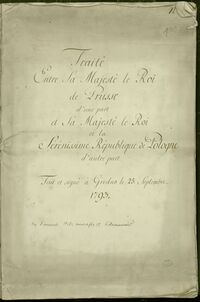 Traité
Entre Sa Majesté le Roi
de Prusse
d'une part
et Sa Majesté le Roi
et la
Sérénissime République de Pologne
d'autre part.
Fait et signé à Grodno le 25 Septembre
1793.